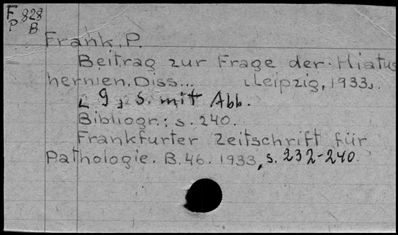 F 828
P B
Frank, P.
Beitrag zur Frage der Hiatus
hernien. Diss... Leipzig, 1933.
9 s. mit Abb.
Bibliogr.: s. 240.
Frankfurter Zeitschrift für
Pathologie. B. 46. 1933, s. 232-240